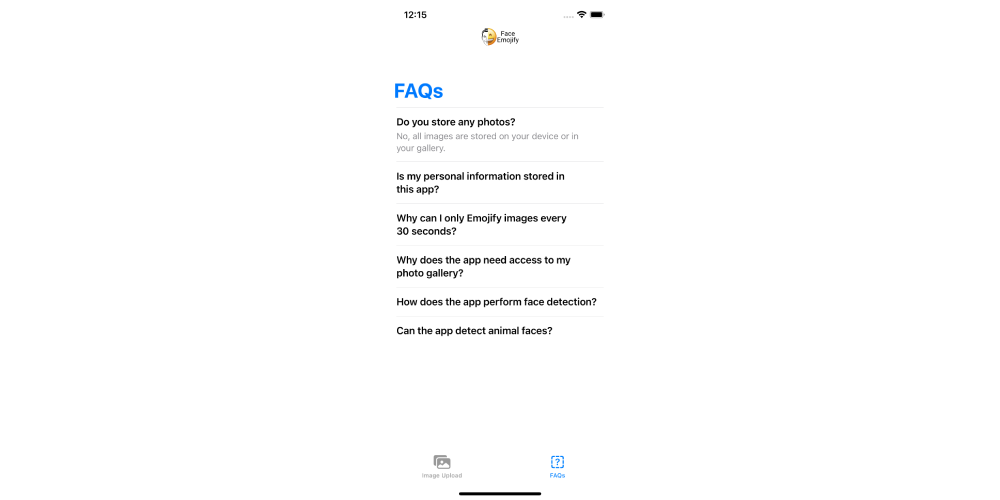 12:15
Face
Emojify
FAQs
Do you store any photos?
No, all images are stored on your device or in
your gallery.
Is my personal information stored in
this app?
Why can I only Emojify images every
30 seconds?
Why does the app need access to my
photo gallery?
How does the app perform face detection?
Can the app detect animal faces?
Image Upload
FAQs